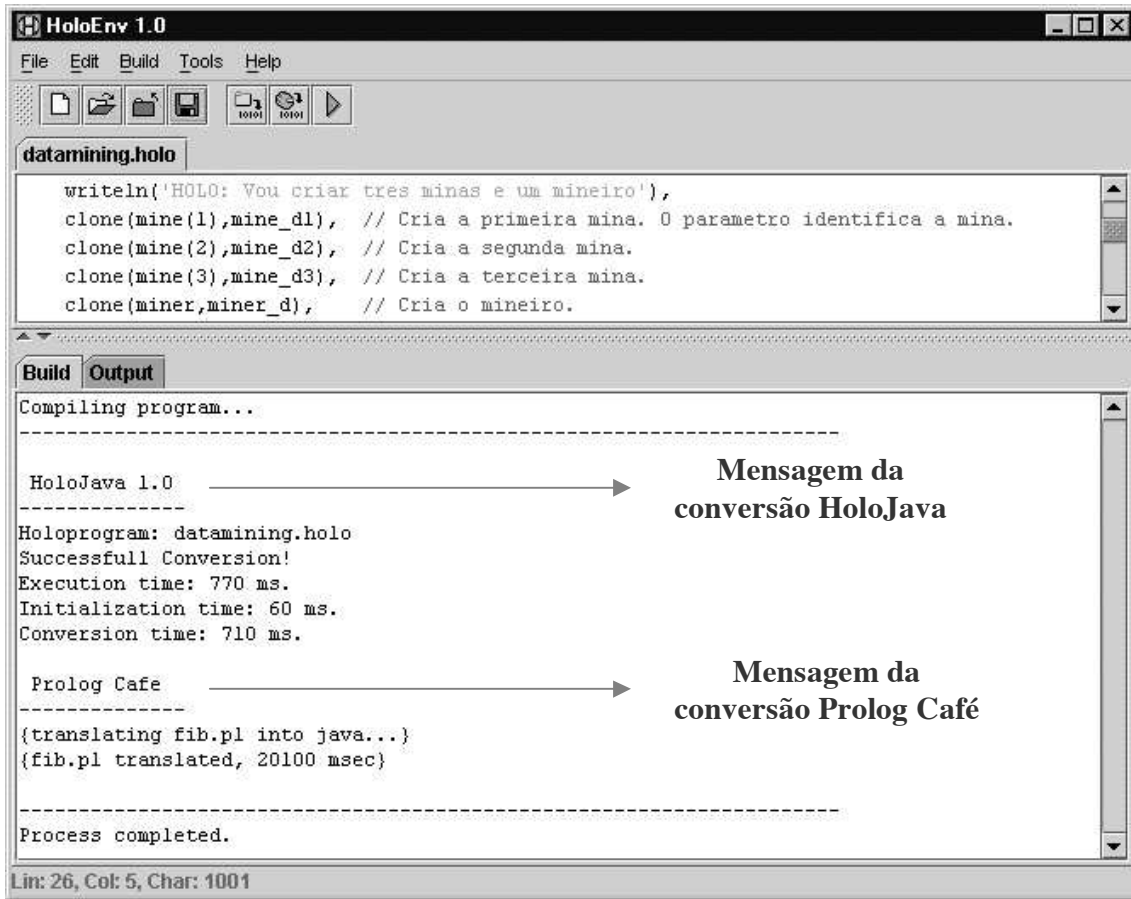 HoloEnv 1.0
File Edit Build Tools Help
datamining.holo
writeln('HOLO: Vou criar tres minas e um mineiro'),
clone(mine(1),mine_d1), // Cria a primeira mina. O parametro identifica a mina.
clone(mine(2),mine_d2), // Cria a segunda mina.
clone(mine(3),mine_d3), // Cria a terceira mina.
clone(miner,miner_d), // Cria o mineiro.
Build Output
Compiling program...
---------------------------------------------------------------------
HoloJava 1.0
--------------
Mensagem da
conversão HoloJava
Holoprogram: datamining.holo
Successfull Conversion!
Execution time: 770 ms.
Initialization time: 60 ms.
Conversion time: 710 ms.
Prolog Cafe
--------------
Mensagem da
conversão Prolog Café
{translating fib.pl into java...}
{fib.pl translated, 20100 msec}
---------------------------------------------------------------------
Process completed.
Lin: 26, Col: 5, Char: 1001